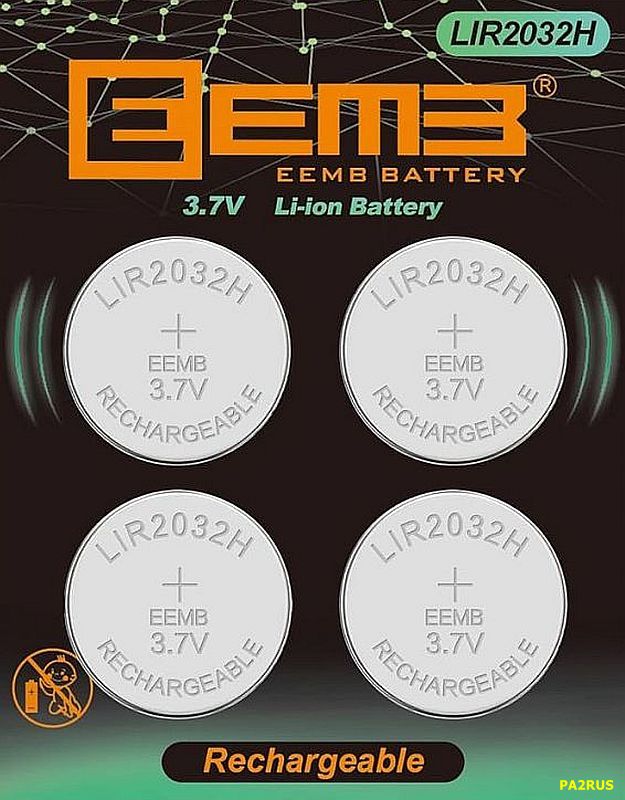 LIR2032H
EEMB®
EEMB BATTERY
3.7V Li-ion Battery
LIR2032H
+
EEMB
3.7V
RECHARGEABLE
LIR2032H
+
EEMB
3.7V
RECHARGEABLE
LIR2032H
+
EEMB
3.7V
RECHARGEABLE
LIR2032H
+
EEMB
3.7V
RECHARGEABLE
Rechargeable
PA2RUS